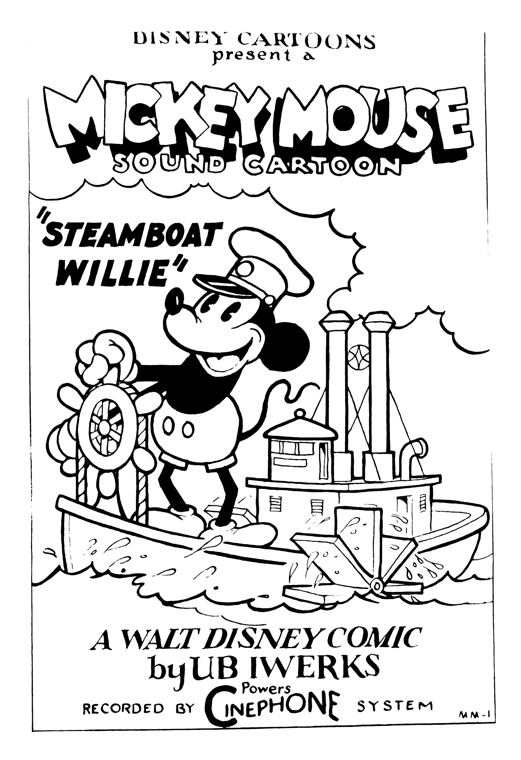 DISNEY CARTOONS
present a
MICKEY MOUSE
SOUND CARTOON
"STEAMBOAT
WILLIE"
A WALT DISNEY COMIC
by UB IWERKS
RECORDED BY Powers CINEPHONE SYSTEM
MM-1